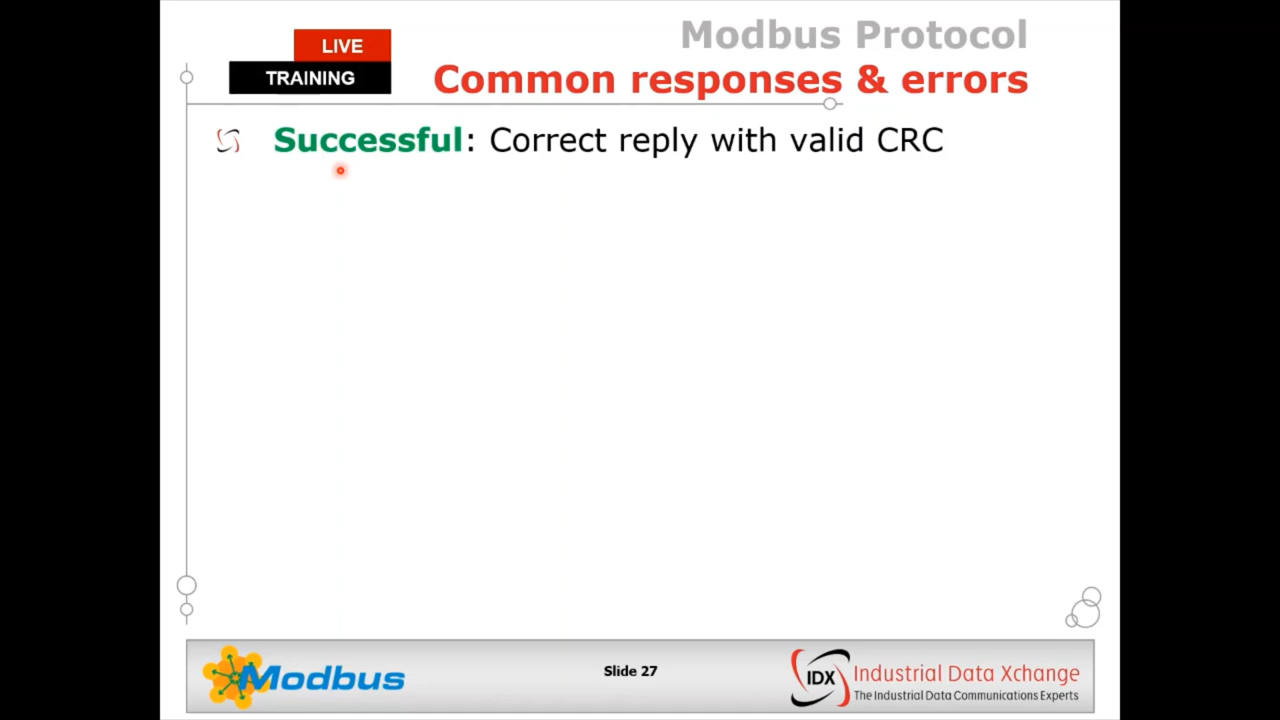 LIVE
TRAINING
Modbus Protocol
Common responses & errors
Successful: Correct reply with valid CRC
Modbus
Slide 27
IDX
Industrial Data Xchange
The Industrial Data Communications Experts